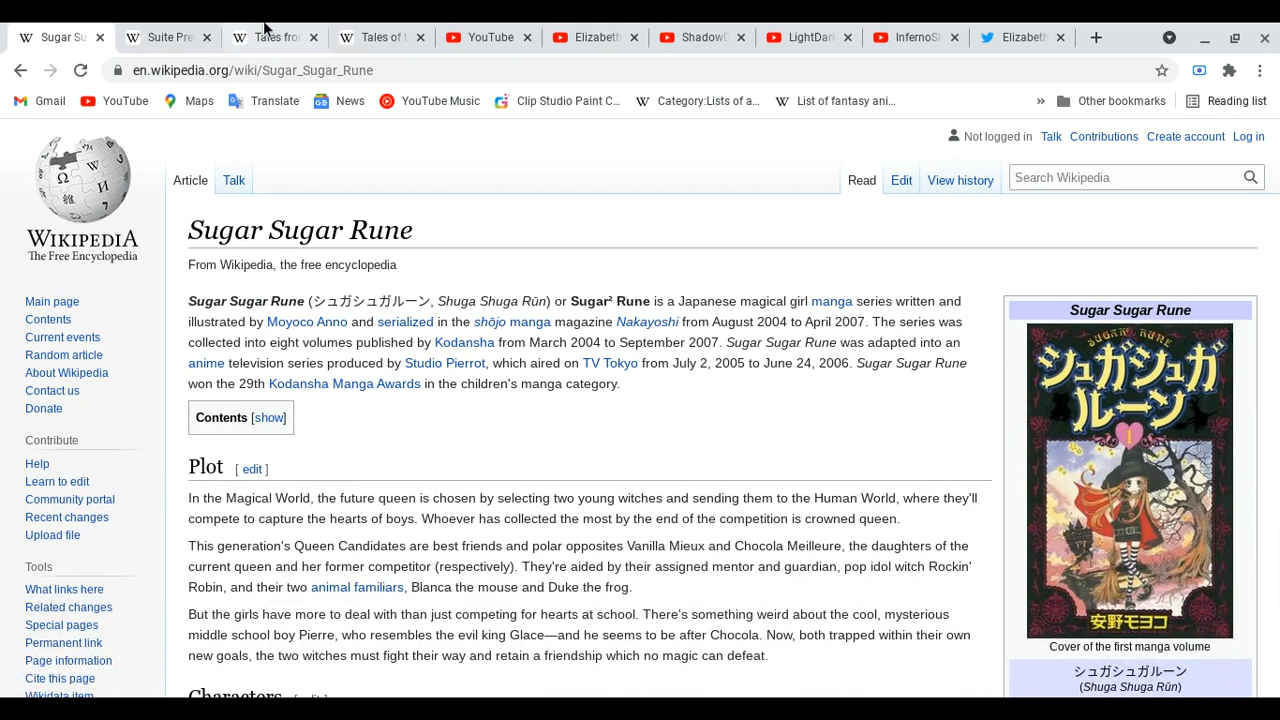 Sugar Su
Suite Pre
Tales fro
Tales of t
YouTube
Elizabeth
ShadowD
LightDark
InfernoSh
Elizabeth
en.wikipedia.org/wiki/Sugar_Sugar_Rune
Gmail
YouTube
Maps
Translate
News
YouTube Music
Clip Studio Paint C...
Category:Lists of a...
List of fantasy ani...
»
Other bookmarks
Reading list
Not logged in
Talk
Contributions
Create account
Log in
Article
Talk
Read
Edit
View history
Search Wikipedia
WIKIPEDIA
The Free Encyclopedia
Main page
Contents
Current events
Random article
About Wikipedia
Contact us
Donate
Contribute
Help
Learn to edit
Community portal
Recent changes
Upload file
Tools
What links here
Related changes
Special pages
Permanent link
Page information
Cite this page
Wikidata item
Sugar Sugar Rune
From Wikipedia, the free encyclopedia
Sugar Sugar Rune (シュガシュガルーン, Shuga Shuga Rūn) or Sugar² Rune is a Japanese magical girl manga series written and
illustrated by Moyoco Anno and serialized in the shōjo manga magazine Nakayoshi from August 2004 to April 2007. The series was
collected into eight volumes published by Kodansha from March 2004 to September 2007. Sugar Sugar Rune was adapted into an
anime television series produced by Studio Pierrot, which aired on TV Tokyo from July 2, 2005 to June 24, 2006. Sugar Sugar Rune
won the 29th Kodansha Manga Awards in the children's manga category.
Contents [show]
Plot [ edit ]
In the Magical World, the future queen is chosen by selecting two young witches and sending them to the Human World, where they'll
compete to capture the hearts of boys. Whoever has collected the most by the end of the competition is crowned queen.
This generation's Queen Candidates are best friends and polar opposites Vanilla Mieux and Chocola Meilleure, the daughters of the
current queen and her former competitor (respectively). They're aided by their assigned mentor and guardian, pop idol witch Rockin'
Robin, and their two animal familiars, Blanca the mouse and Duke the frog.
But the girls have more to deal with than just competing for hearts at school. There's something weird about the cool, mysterious
middle school boy Pierre, who resembles the evil king Glace—and he seems to be after Chocola. Now, both trapped within their own
new goals, the two witches must fight their way and retain a friendship which no magic can defeat.
Characters [ edit ]
Sugar Sugar Rune
SUGAR SUGAR RUNE
シュガシュガ
ルーン
1
安野モヨコ
Cover of the first manga volume
シュガシュガルーン
(Shuga Shuga Rūn)